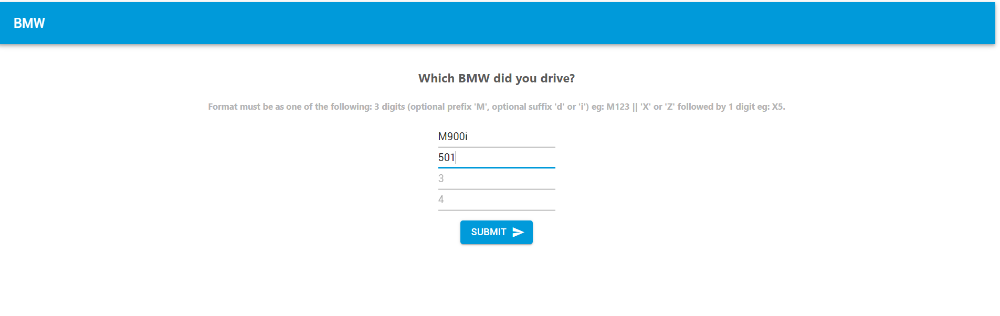 BMW
Which BMW did you drive?
Format must be as one of the following: 3 digits (optional prefix 'M', optional suffix 'd' or 'i') eg: M123 || 'X' or 'Z' followed by 1 digit eg: X5.
M900i
501
3
4
SUBMIT